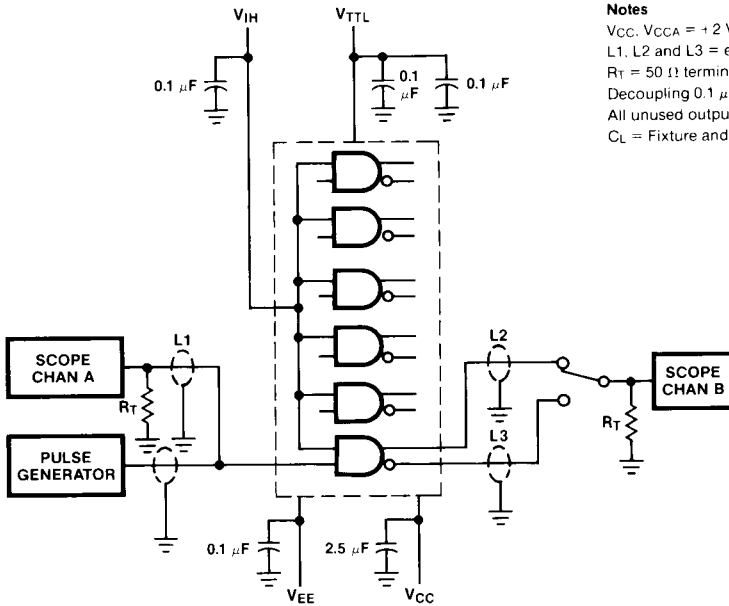 Notes
VCC, VCCA = +2 V
L1, L2 and L3 = e
RT = 50 Ω termin
Decoupling 0.1 μ
All unused outpu
CL = Fixture and
VIH
VTTL
0.1 μF
0.1 μF
0.1 μF
L1
SCOPE CHAN A
RT
PULSE GENERATOR
L2
L3
SCOPE CHAN B
RT
0.1 μF
2.5 μF
VEE
VCC